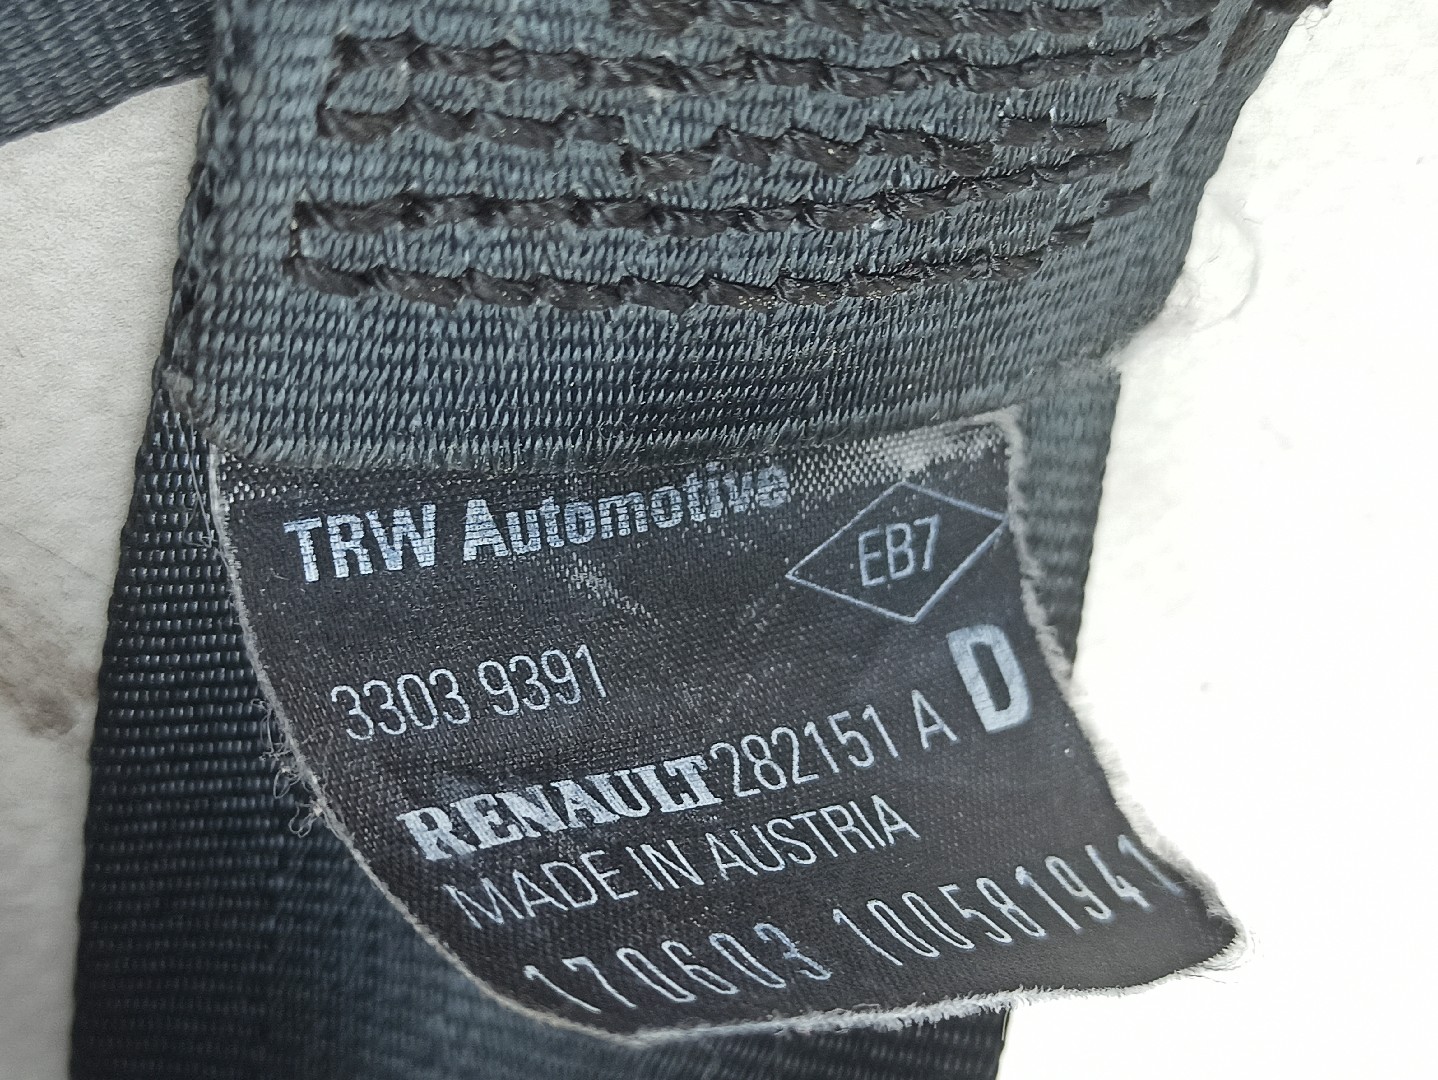 TRW Automotive
EB7
3303 9391
D
RENAULT 282151 A
MADE IN AUSTRIA
170603 100581941